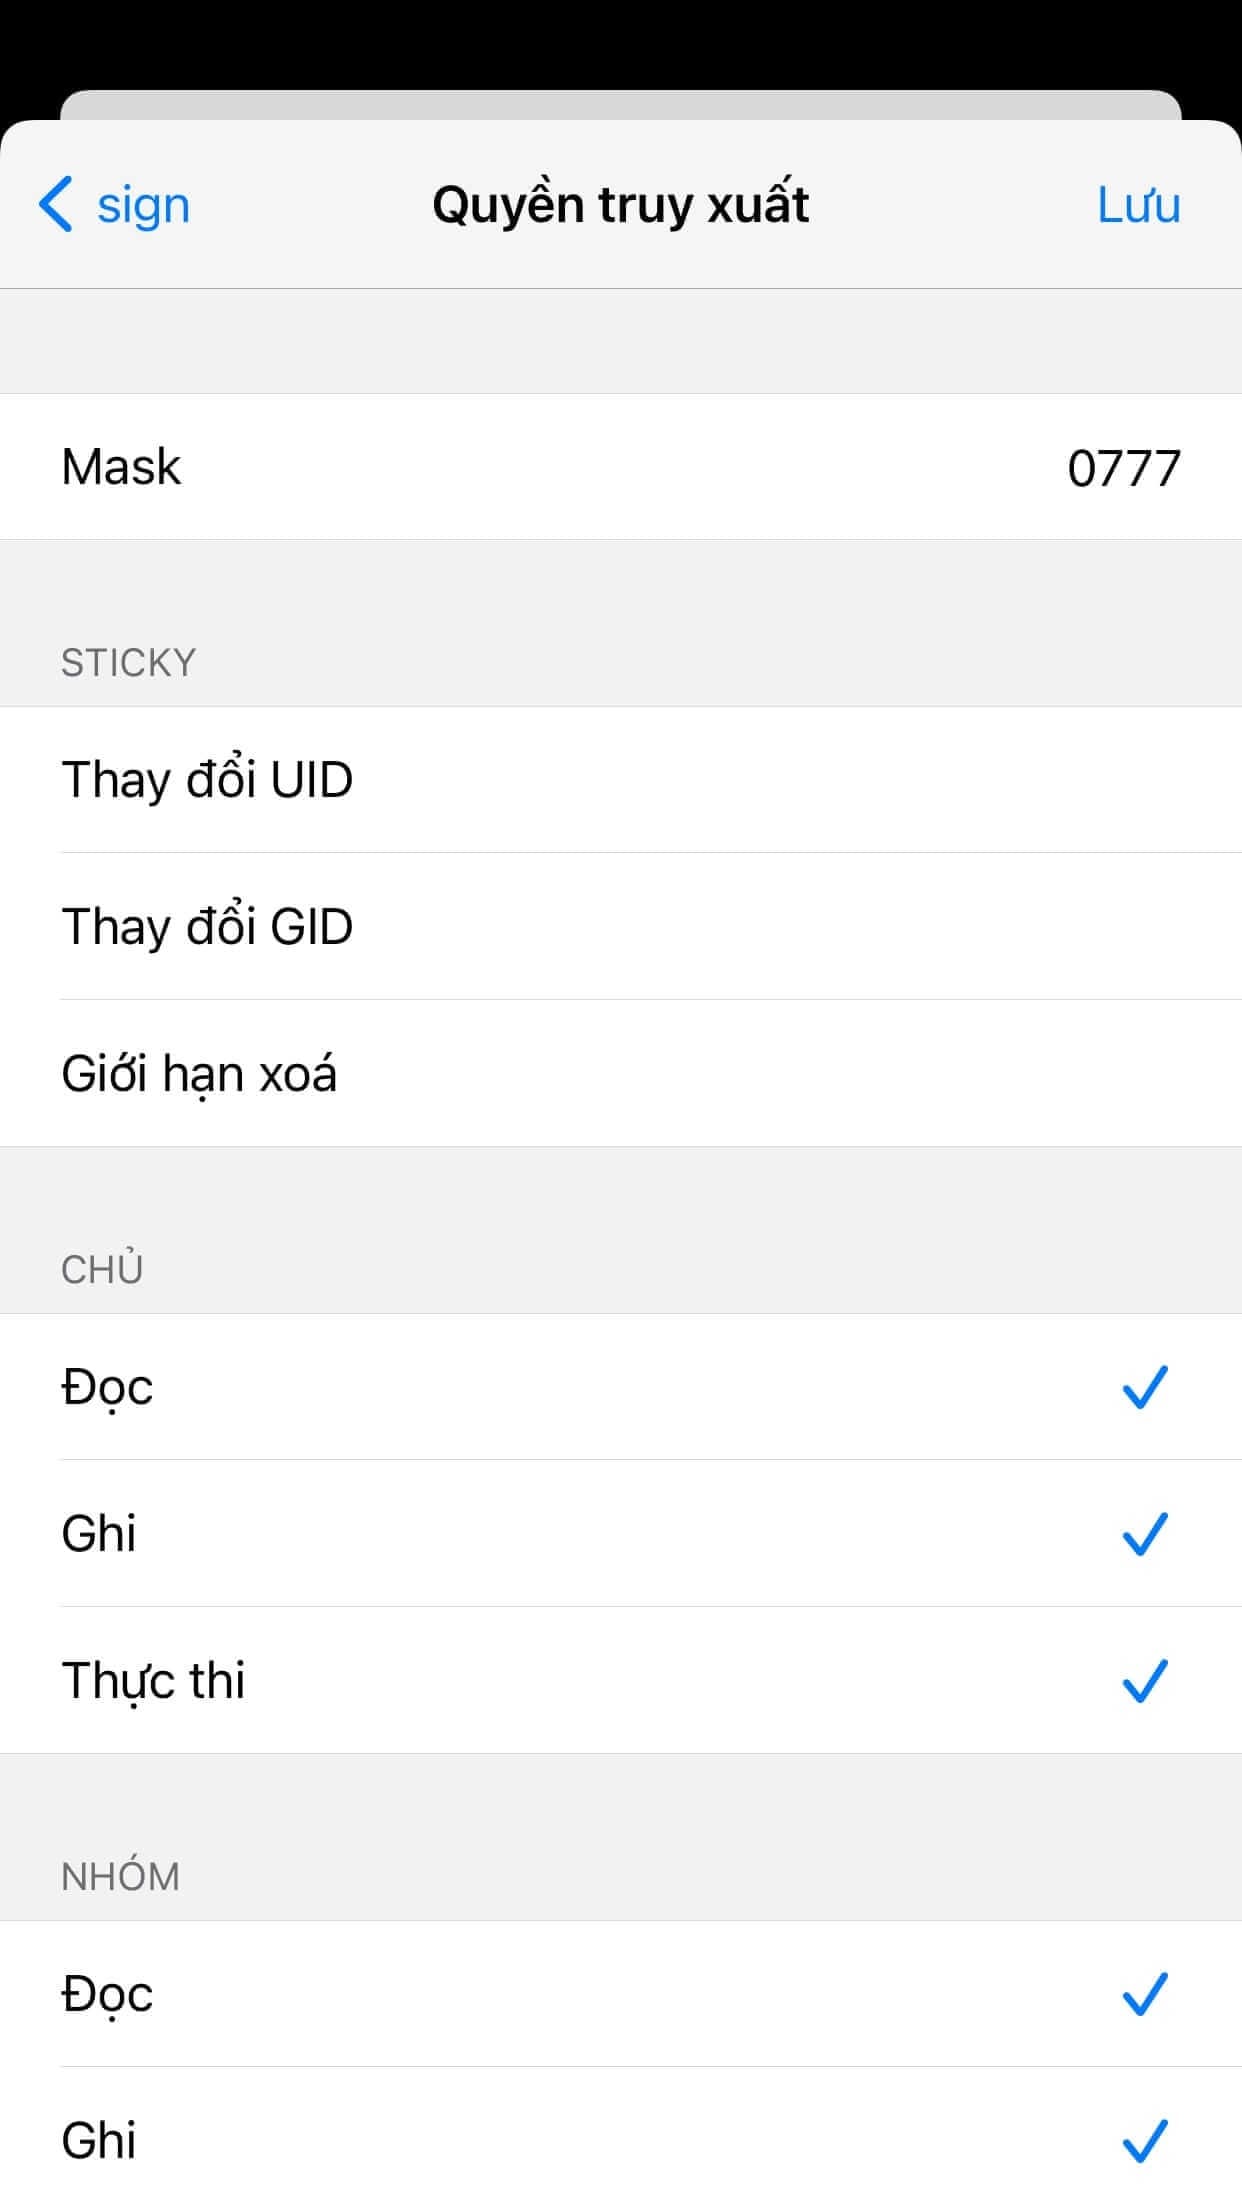 sign
Quyền truy xuất
Lưu
Mask
0777
STICKY
Thay đổi UID
Thay đổi GID
Giới hạn xoá
CHỦ
Đọc
Ghi
Thực thi
NHÓM
Đọc
Ghi